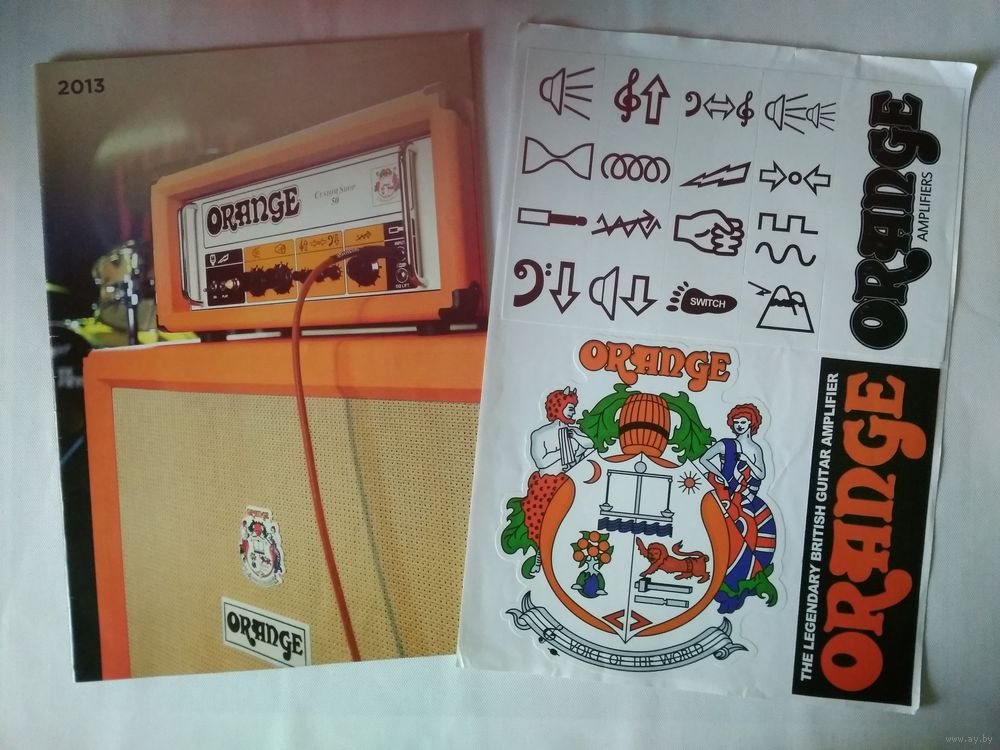 2013
ORANGE
CUSTOM SHOP
50
ORANGE
ORANGE
SWITCH
ORANGE
AMPLIFIERS
ORANGE
VOICE OF THE WORLD
THE LEGENDARY BRITISH GUITAR AMPLIFIER
ORANGE
www.ay.by